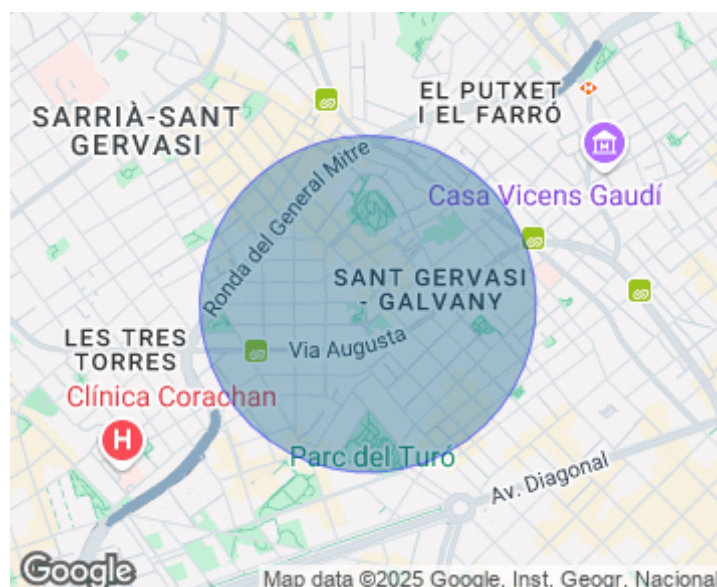 EL PUTXET
I EL FARRÓ
SARRIÀ-SANT
GERVASI
Ronda del General Mitre
Casa Vicens Gaudí
SANT GERVASI
- GALVANY
LES TRES
TORRES
Via Augusta
Clínica Corachan
H
Parc del Turó
Av. Diagonal
Google
Map data ©2025 Google, Inst. Geogr. Nacional